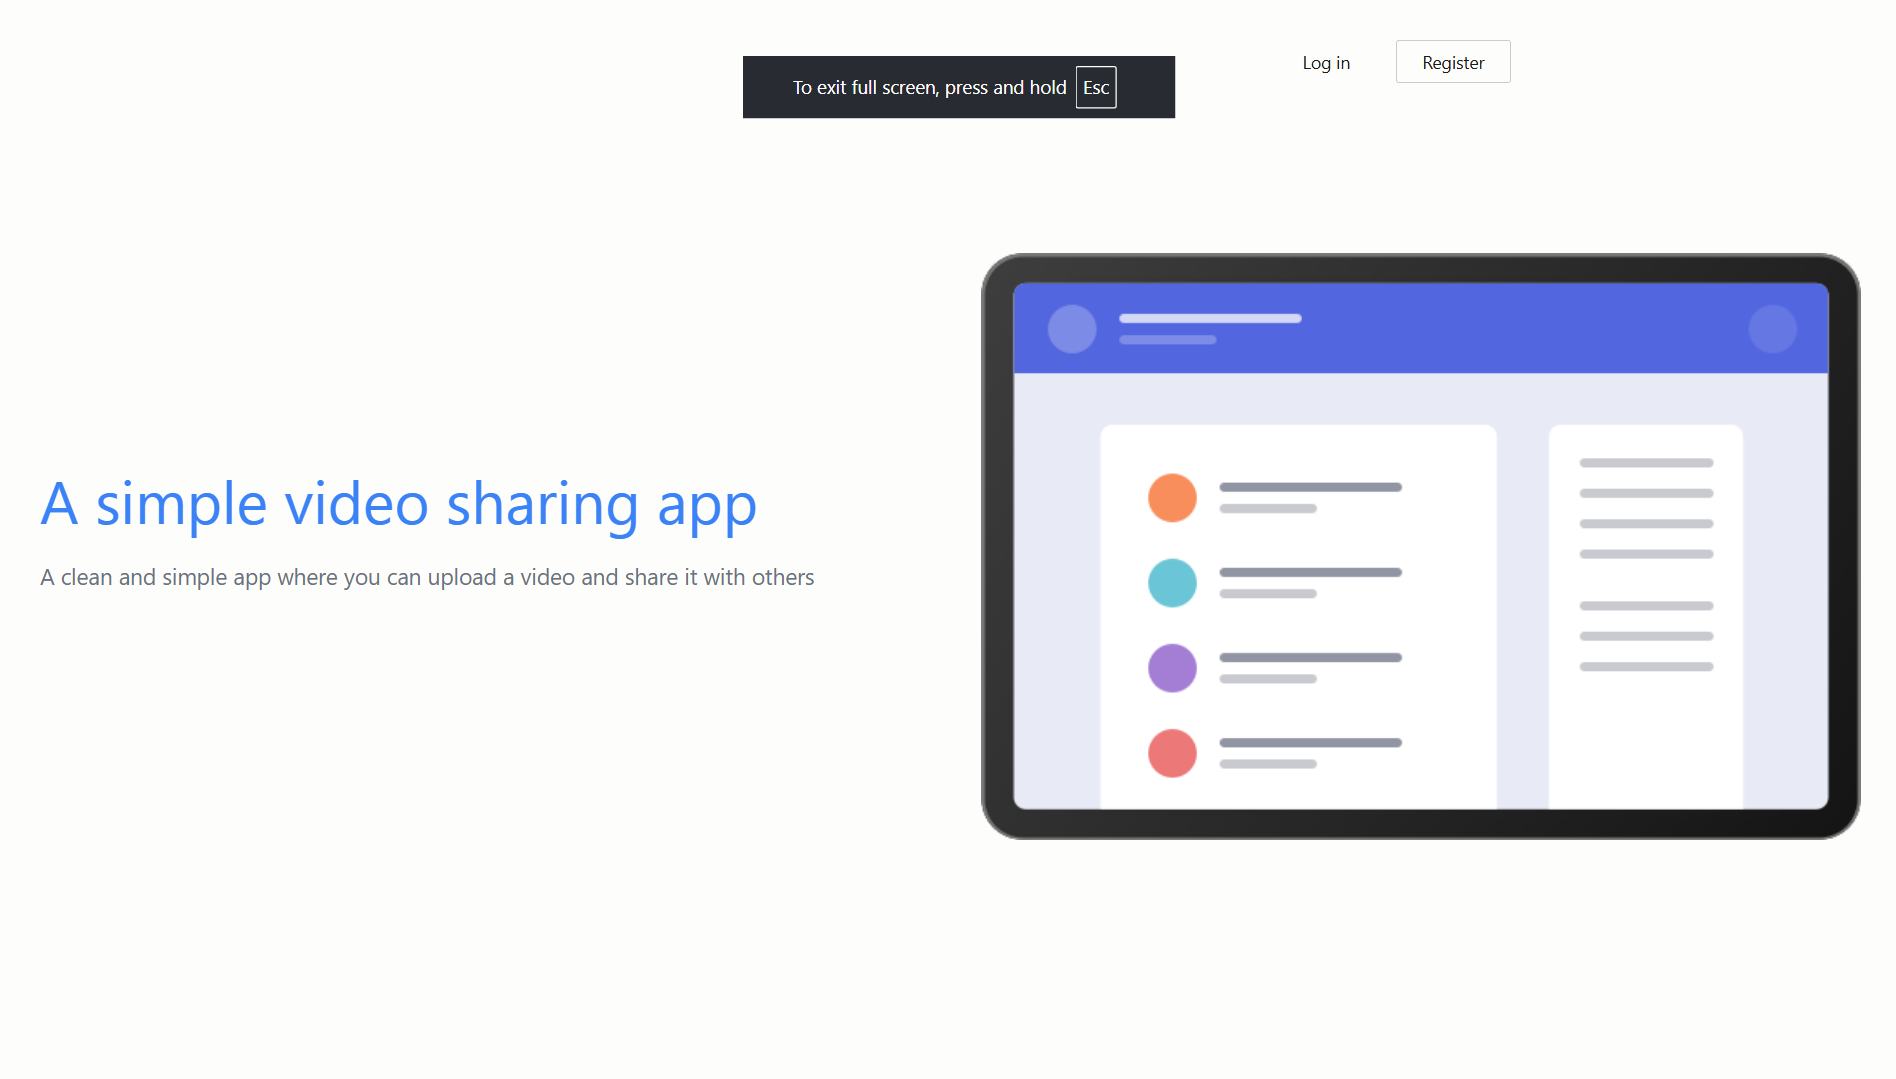 To exit full screen, press and hold Esc
Log in
Register
A simple video sharing app
A clean and simple app where you can upload a video and share it with others